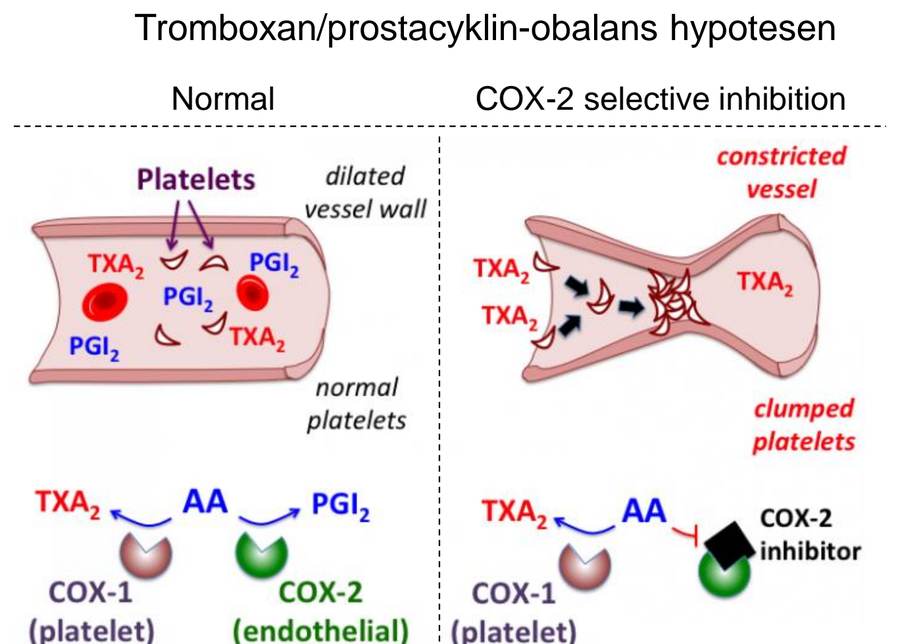 Tromboxan/prostacyklin-obalans hypotesen
Normal
COX-2 selective inhibition
Platelets
dilated
vessel wall
TXA2
PGI2
PGI2
PGI2
TXA2
normal
platelets
TXA2
AA
PGI2
COX-1
(platelet)
COX-2
(endothelial)
constricted
vessel
TXA2
TXA2
TXA2
clumped
platelets
TXA2
AA
COX-2
inhibitor
COX-1
(platelet)